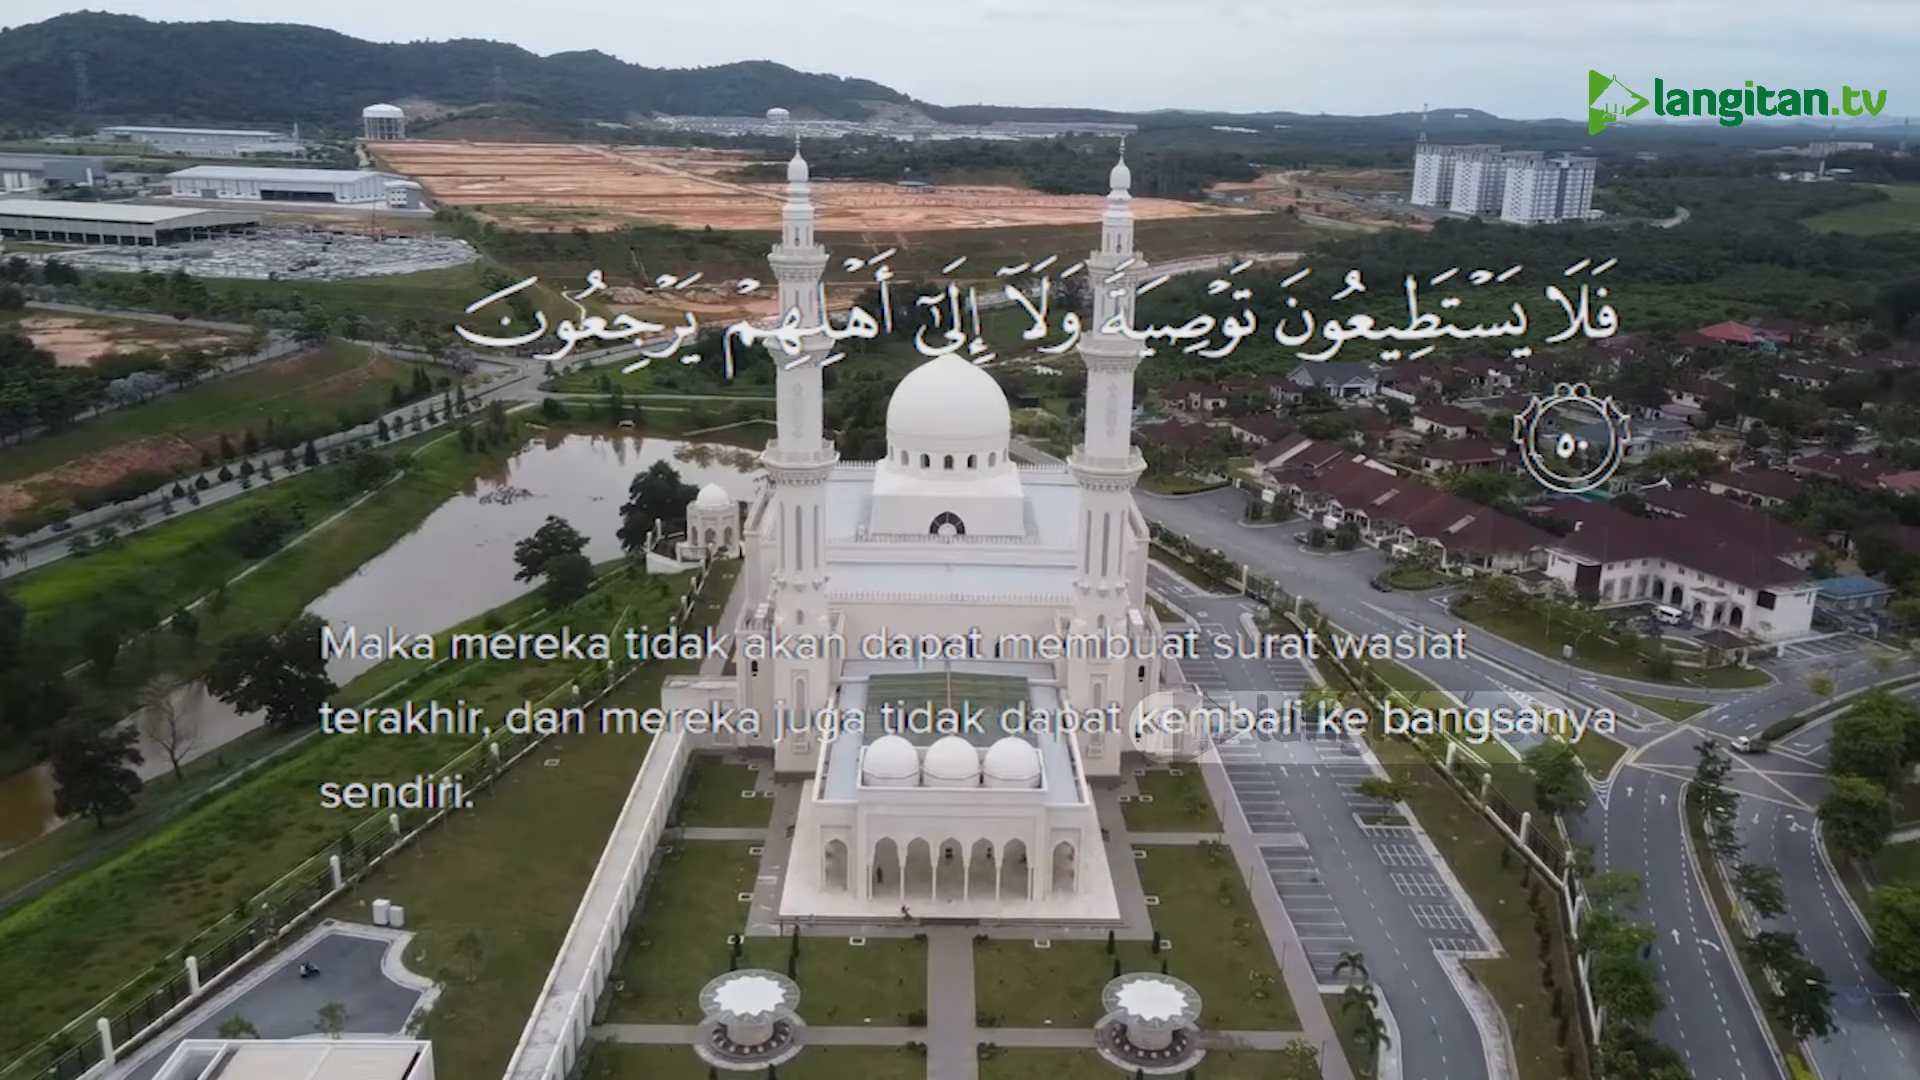 langitan.tv
فَلَا يَسْتَطِيعُونَ تَوْصِيَةً وَلَآ إِلَىٰٓ أَهْلِهِمْ يَرْجِعُونَ
٥٠
Maka mereka tidak akan dapat membuat surat wasiat
terakhir, dan mereka juga tidak dapat kembali ke bangsanya
sendiri.